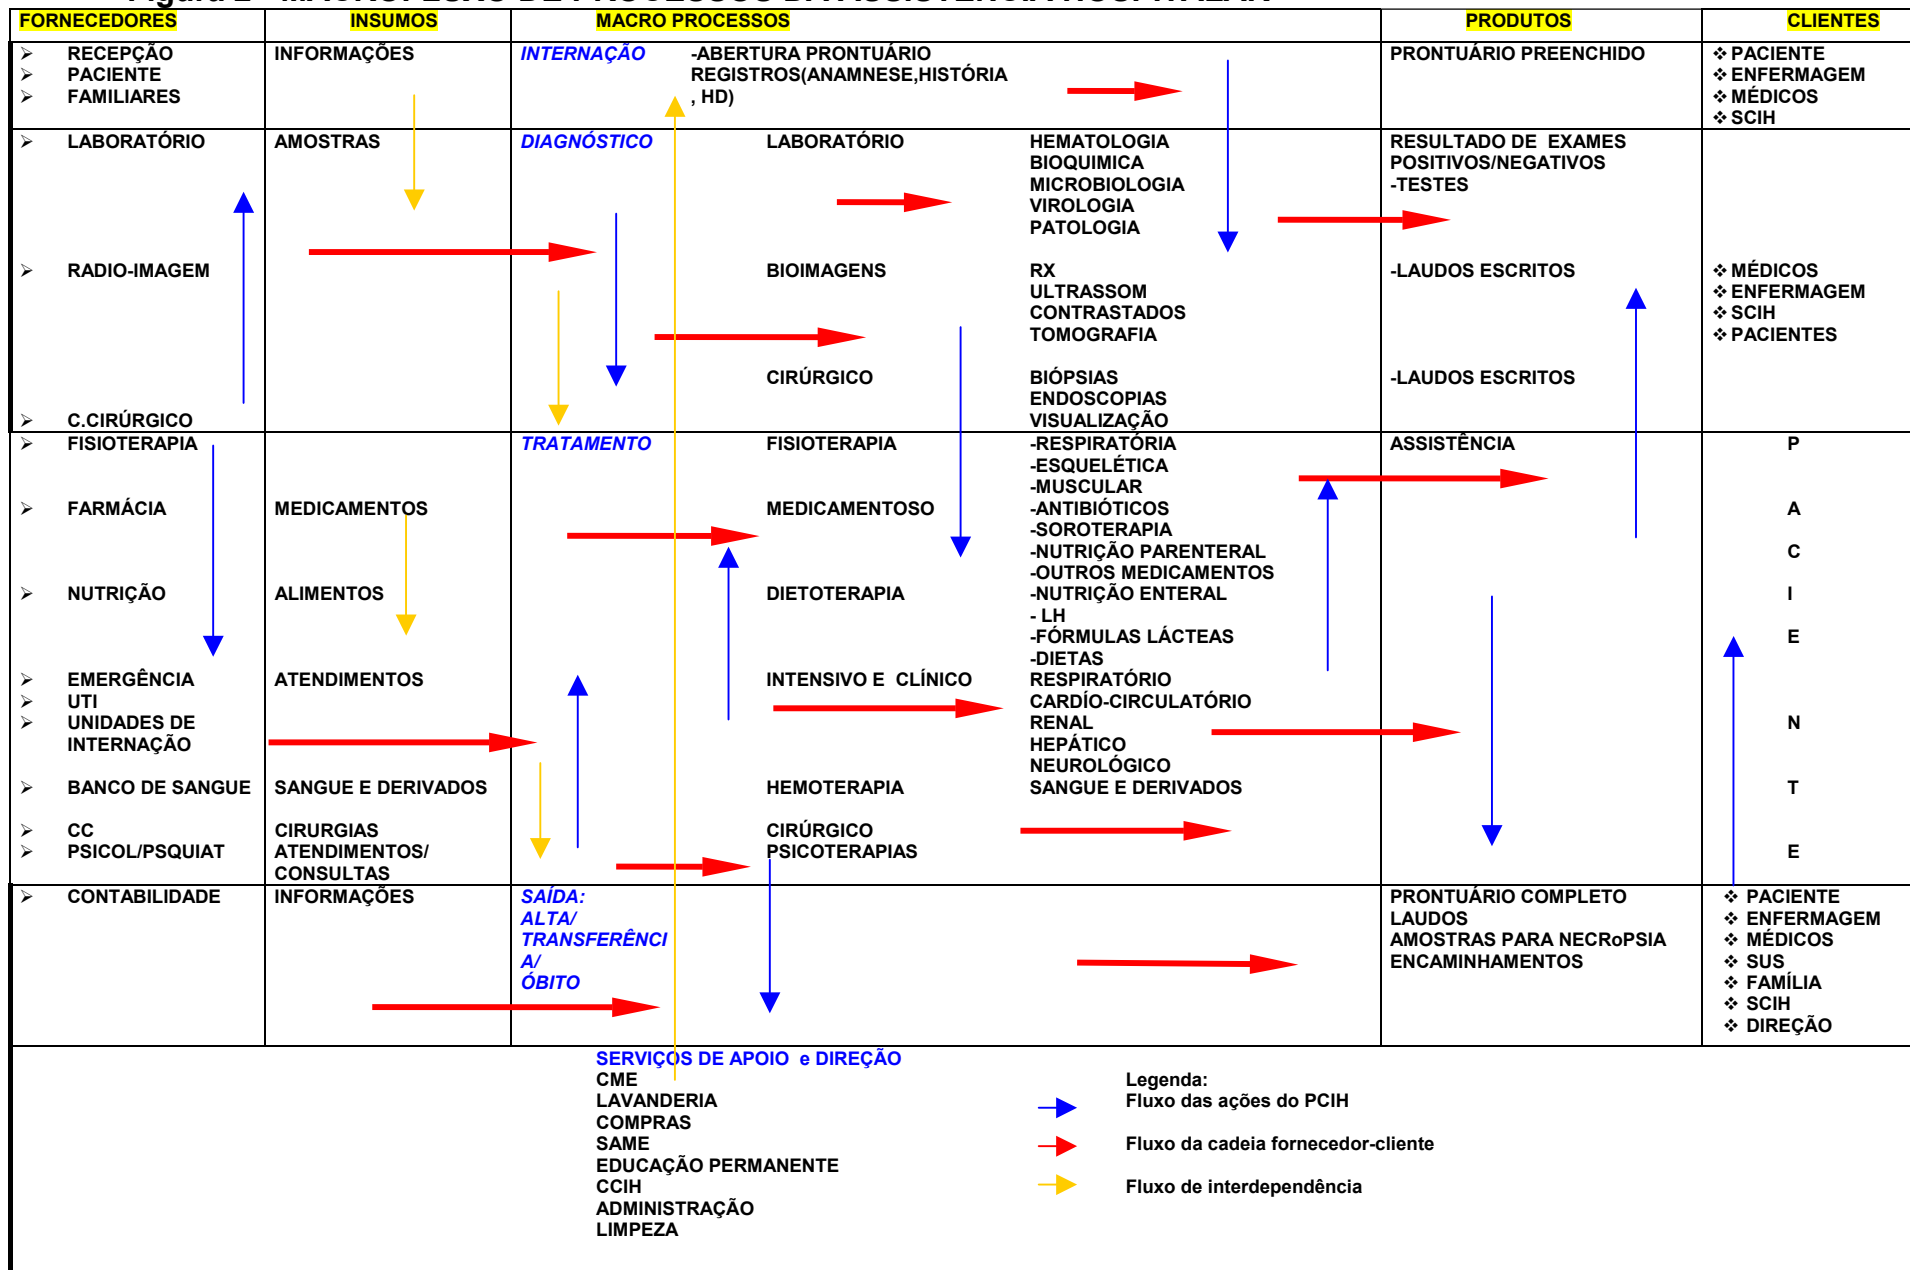 Figura 2 - DE PROCESSOS DA ASSISTÊNCIA HOSPITALAR
FORNECEDORES
INSUMOS
MACRO PROCESSOS
PRODUTOS
CLIENTES
RECEPÇÃO
PACIENTE
FAMILIARES
INFORMAÇÕES
INTERNAÇÃO
-ABERTURA PRONTUÁRIO
REGISTROS(ANAMNESE,HISTÓRIA
, HD)
PRONTUÁRIO PREENCHIDO
PACIENTE
ENFERMAGEM
MÉDICOS
SCIH
LABORATÓRIO
RADIO-IMAGEM
C.CIRÚRGICO
AMOSTRAS
DIAGNÓSTICO
LABORATÓRIO
HEMATOLOGIA
BIOQUIMICA
MICROBIOLOGIA
VIROLOGIA
PATOLOGIA
BIOIMAGENS
RX
ULTRASSOM
CONTRASTADOS
TOMOGRAFIA
CIRÚRGICO
BIÓPSIAS
ENDOSCOPIAS
VISUALIZAÇÃO
RESULTADO DE EXAMES
POSITIVOS/NEGATIVOS
-TESTES
-LAUDOS ESCRITOS
-LAUDOS ESCRITOS
MÉDICOS
ENFERMAGEM
SCIH
PACIENTES
FISIOTERAPIA
FARMÁCIA
NUTRIÇÃO
EMERGÊNCIA
UTI
UNIDADES DE
INTERNAÇÃO
BANCO DE SANGUE
CC
PSICOL/PSQUIAT
MEDICAMENTOS
ALIMENTOS
ATENDIMENTOS
SANGUE E DERIVADOS
CIRURGIAS
ATENDIMENTOS/
CONSULTAS
TRATAMENTO
FISIOTERAPIA
-RESPIRATÓRIA
-ESQUELÉTICA
-MUSCULAR
MEDICAMENTOSO
-ANTIBIÓTICOS
-SOROTERAPIA
-NUTRIÇÃO PARENTERAL
-OUTROS MEDICAMENTOS
DIETOTERAPIA
-NUTRIÇÃO ENTERAL
- LH
-FÓRMULAS LÁCTEAS
-DIETAS
INTENSIVO E CLÍNICO
RESPIRATÓRIO
CARDÍO-CIRCULATÓRIO
RENAL
HEPÁTICO
NEUROLÓGICO
HEMOTERAPIA
SANGUE E DERIVADOS
CIRÚRGICO
PSICOTERAPIAS
ASSISTÊNCIA
P
A
C
I
E
N
T
E
CONTABILIDADE
INFORMAÇÕES
SAÍDA:
ALTA/
TRANSFERÊNCI
A/
ÓBITO
PRONTUÁRIO COMPLETO
LAUDOS
AMOSTRAS PARA NECRoPSIA
ENCAMINHAMENTOS
PACIENTE
ENFERMAGEM
MÉDICOS
SUS
FAMÍLIA
SCIH
DIREÇÃO
SERVIÇOS DE APOIO e DIREÇÃO
CME
LAVANDERIA
COMPRAS
SAME
EDUCAÇÃO PERMANENTE
CCIH
ADMINISTRAÇÃO
LIMPEZA
Legenda:
Fluxo das ações do PCIH
Fluxo da cadeia fornecedor-cliente
Fluxo de interdependência